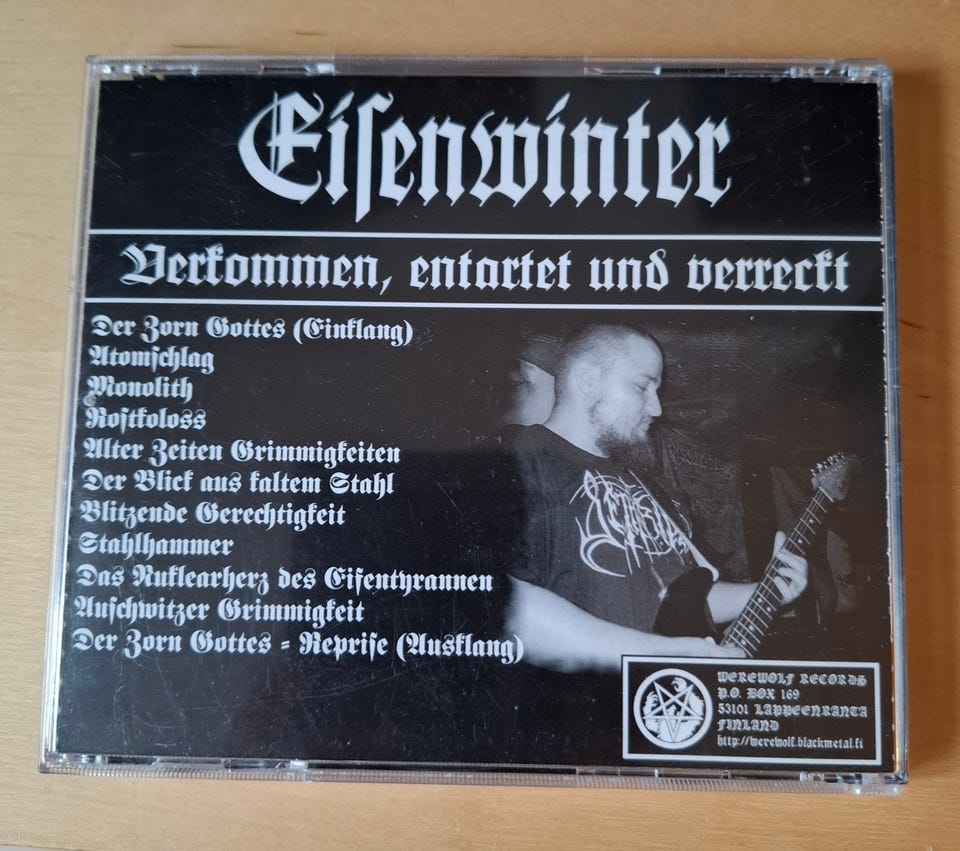 Eiſenwinter
Verkommen, entartet und verreckt
Der Zorn Gottes (Einklang)
Atomſchlag
Monolith
Roſtkoloss
Alter Zeiten Grimmigkeiten
Der Blick aus kaltem Stahl
Blitzende Gerechtigkeit
Stahlhammer
Das Nuklearherz des Eiſentyrannen
Auſchwitzer Grimmigkeit
Der Zorn Gottes - Repriſe (Ausklang)
WEREWOLF RECORDS
P.O. BOX 169
53101 LAPPEENRANTA
FINLAND
http://werewolf.blackmetal.fi